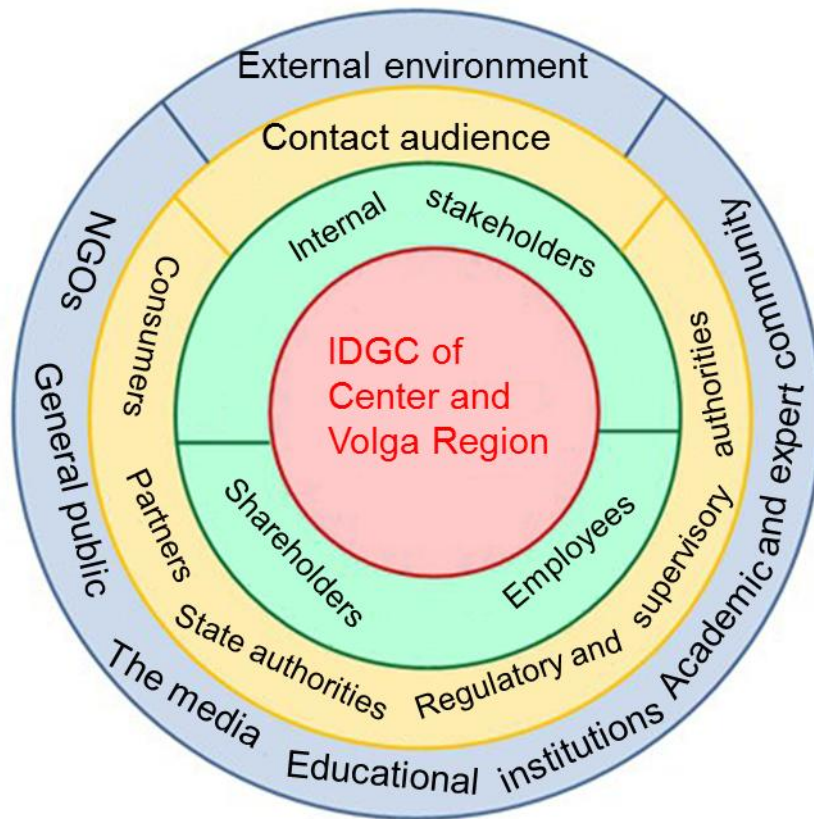 External environment
Contact audience
Internal stakeholders
IDGC of
Center and
Volga Region
Shareholders
Employees
Consumers
Partners
State authorities
Regulatory and supervisory authorities
NGOs
General public
The media
Educational institutions
Academic and expert community